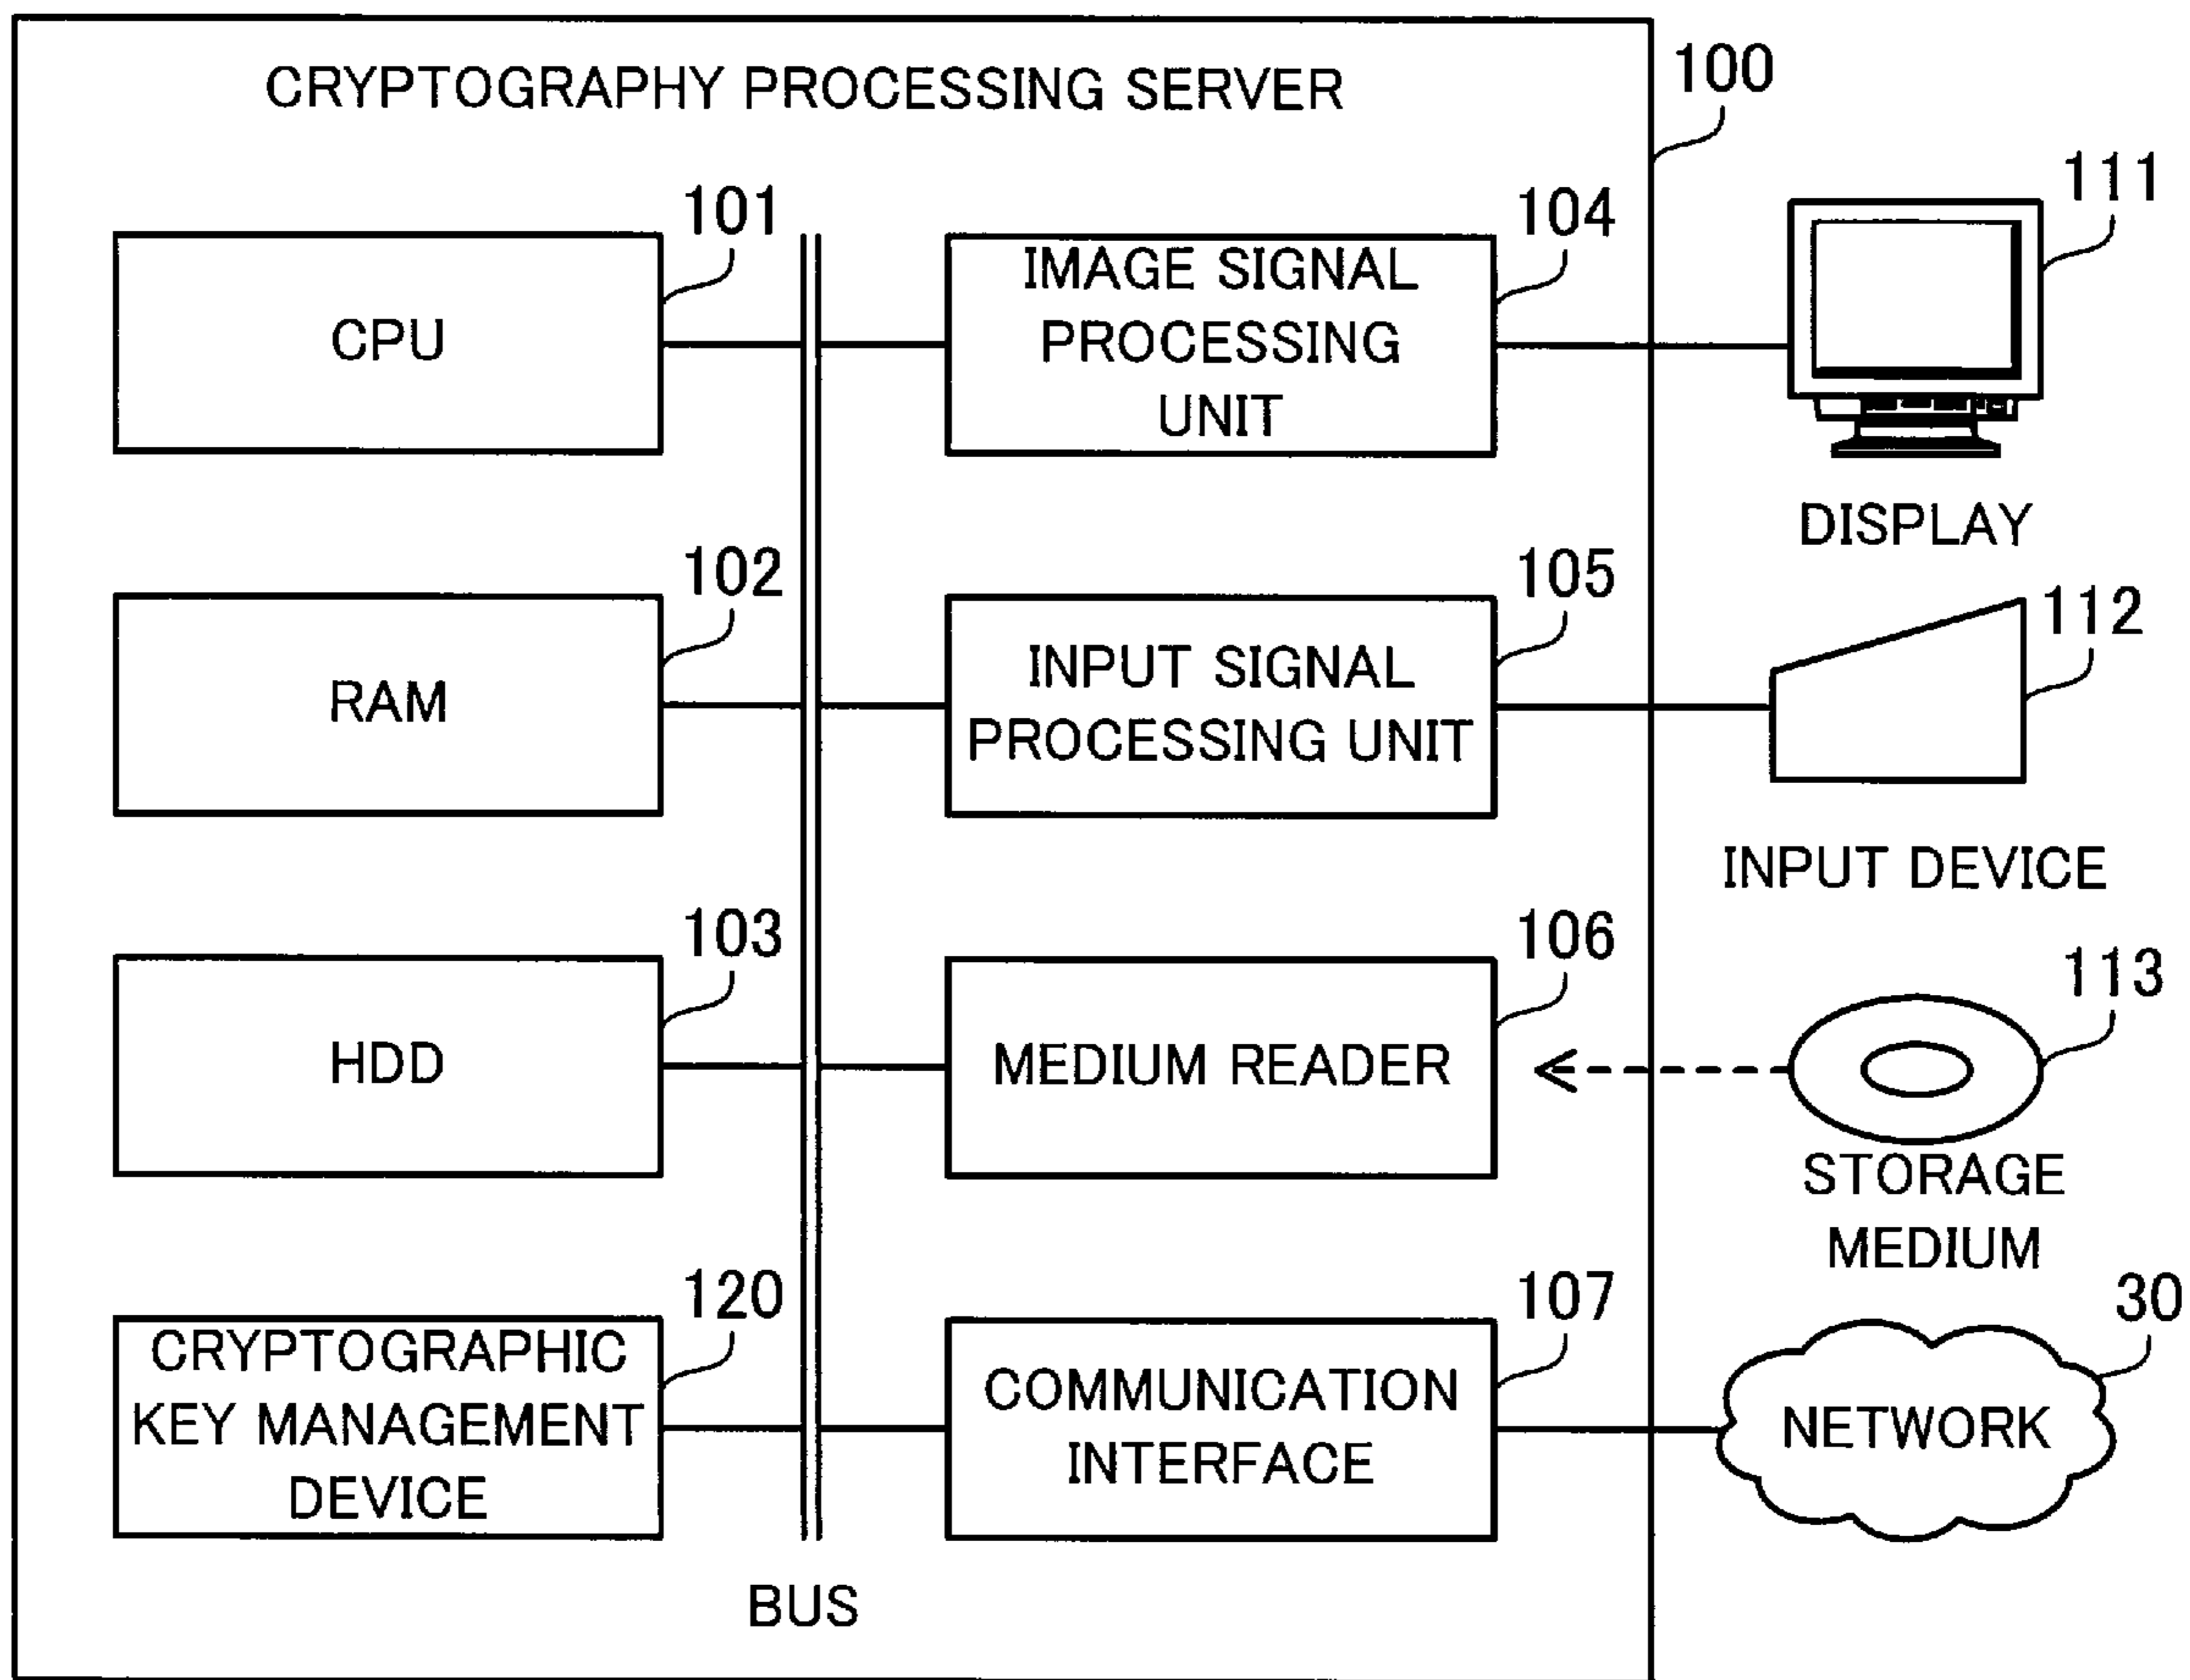 CRYPTOGRAPHY PROCESSING SERVER
100
101
CPU
104
IMAGE SIGNAL
PROCESSING
UNIT
111
DISPLAY
102
RAM
105
INPUT SIGNAL
PROCESSING UNIT
112
INPUT DEVICE
103
HDD
106
MEDIUM READER
113
STORAGE
MEDIUM
120
CRYPTOGRAPHIC
KEY MANAGEMENT
DEVICE
107
COMMUNICATION
INTERFACE
30
NETWORK
BUS